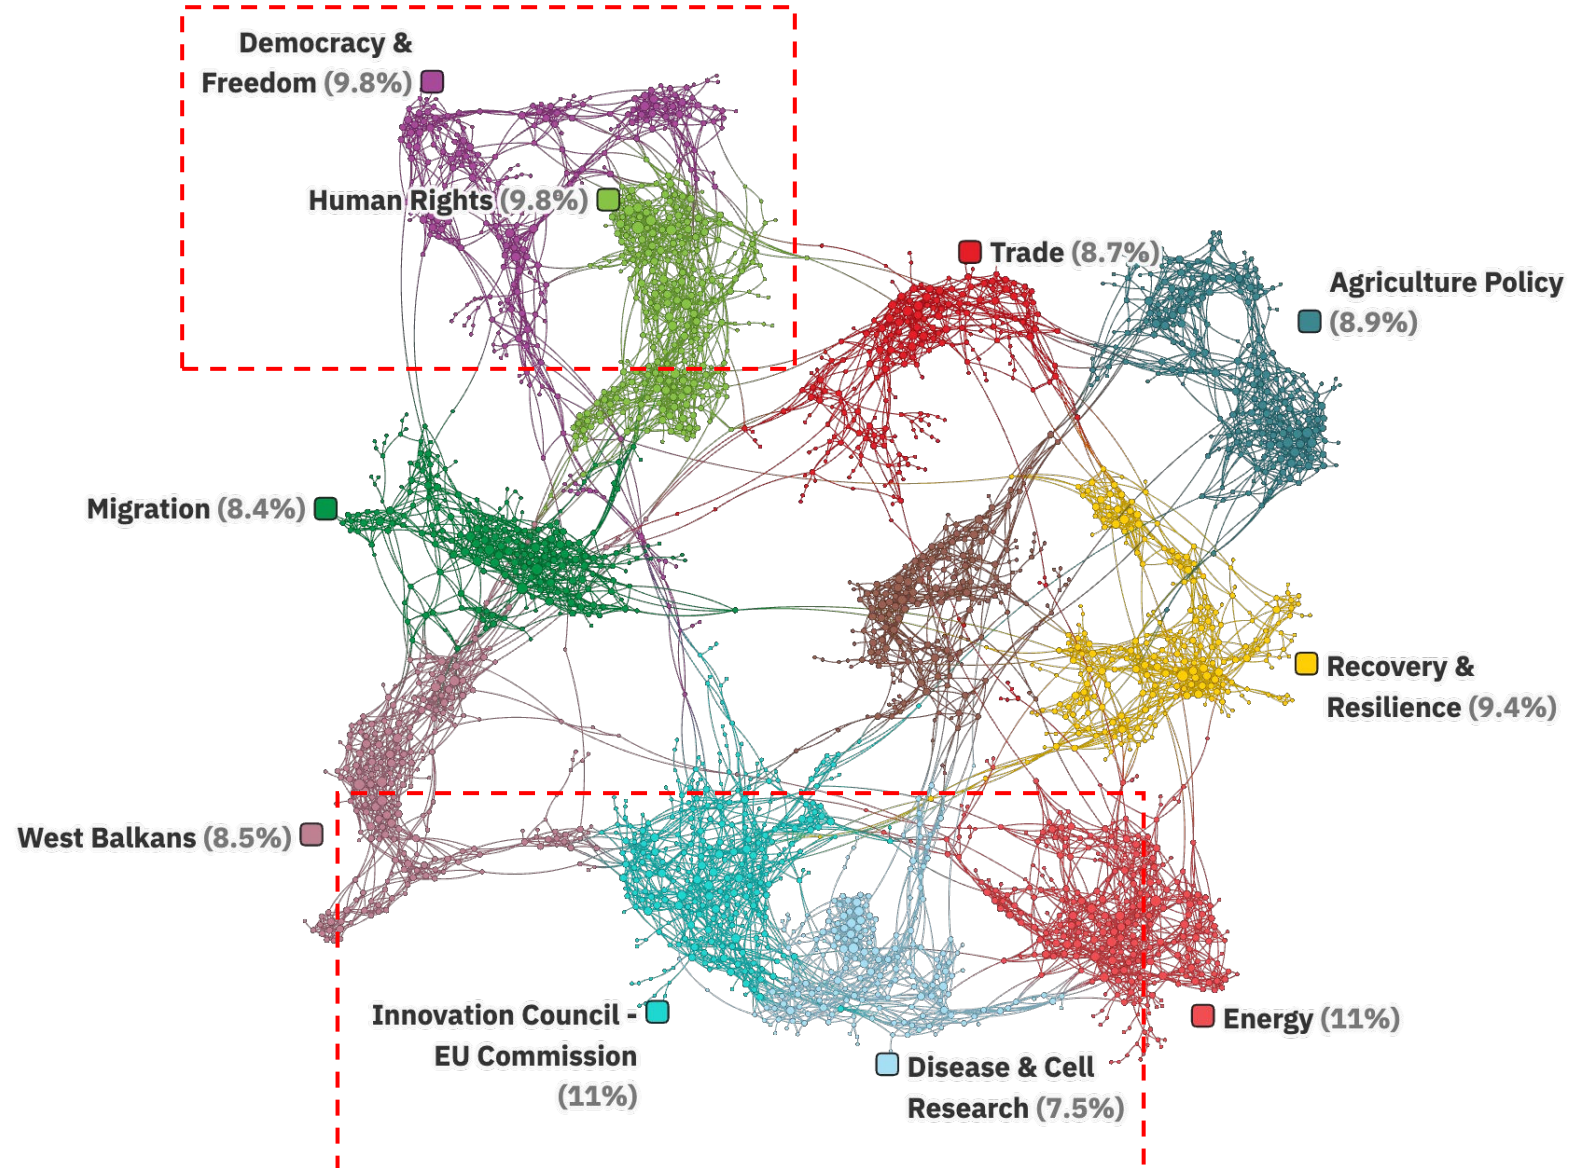 Democracy &
Freedom (9.8%)
Human Rights (9.8%)
Trade (8.7%)
Agriculture Policy
(8.9%)
Migration (8.4%)
Recovery &
Resilience (9.4%)
West Balkans (8.5%)
Innovation Council -
EU Commission
(11%)
Energy (11%)
Disease & Cell
Research (7.5%)